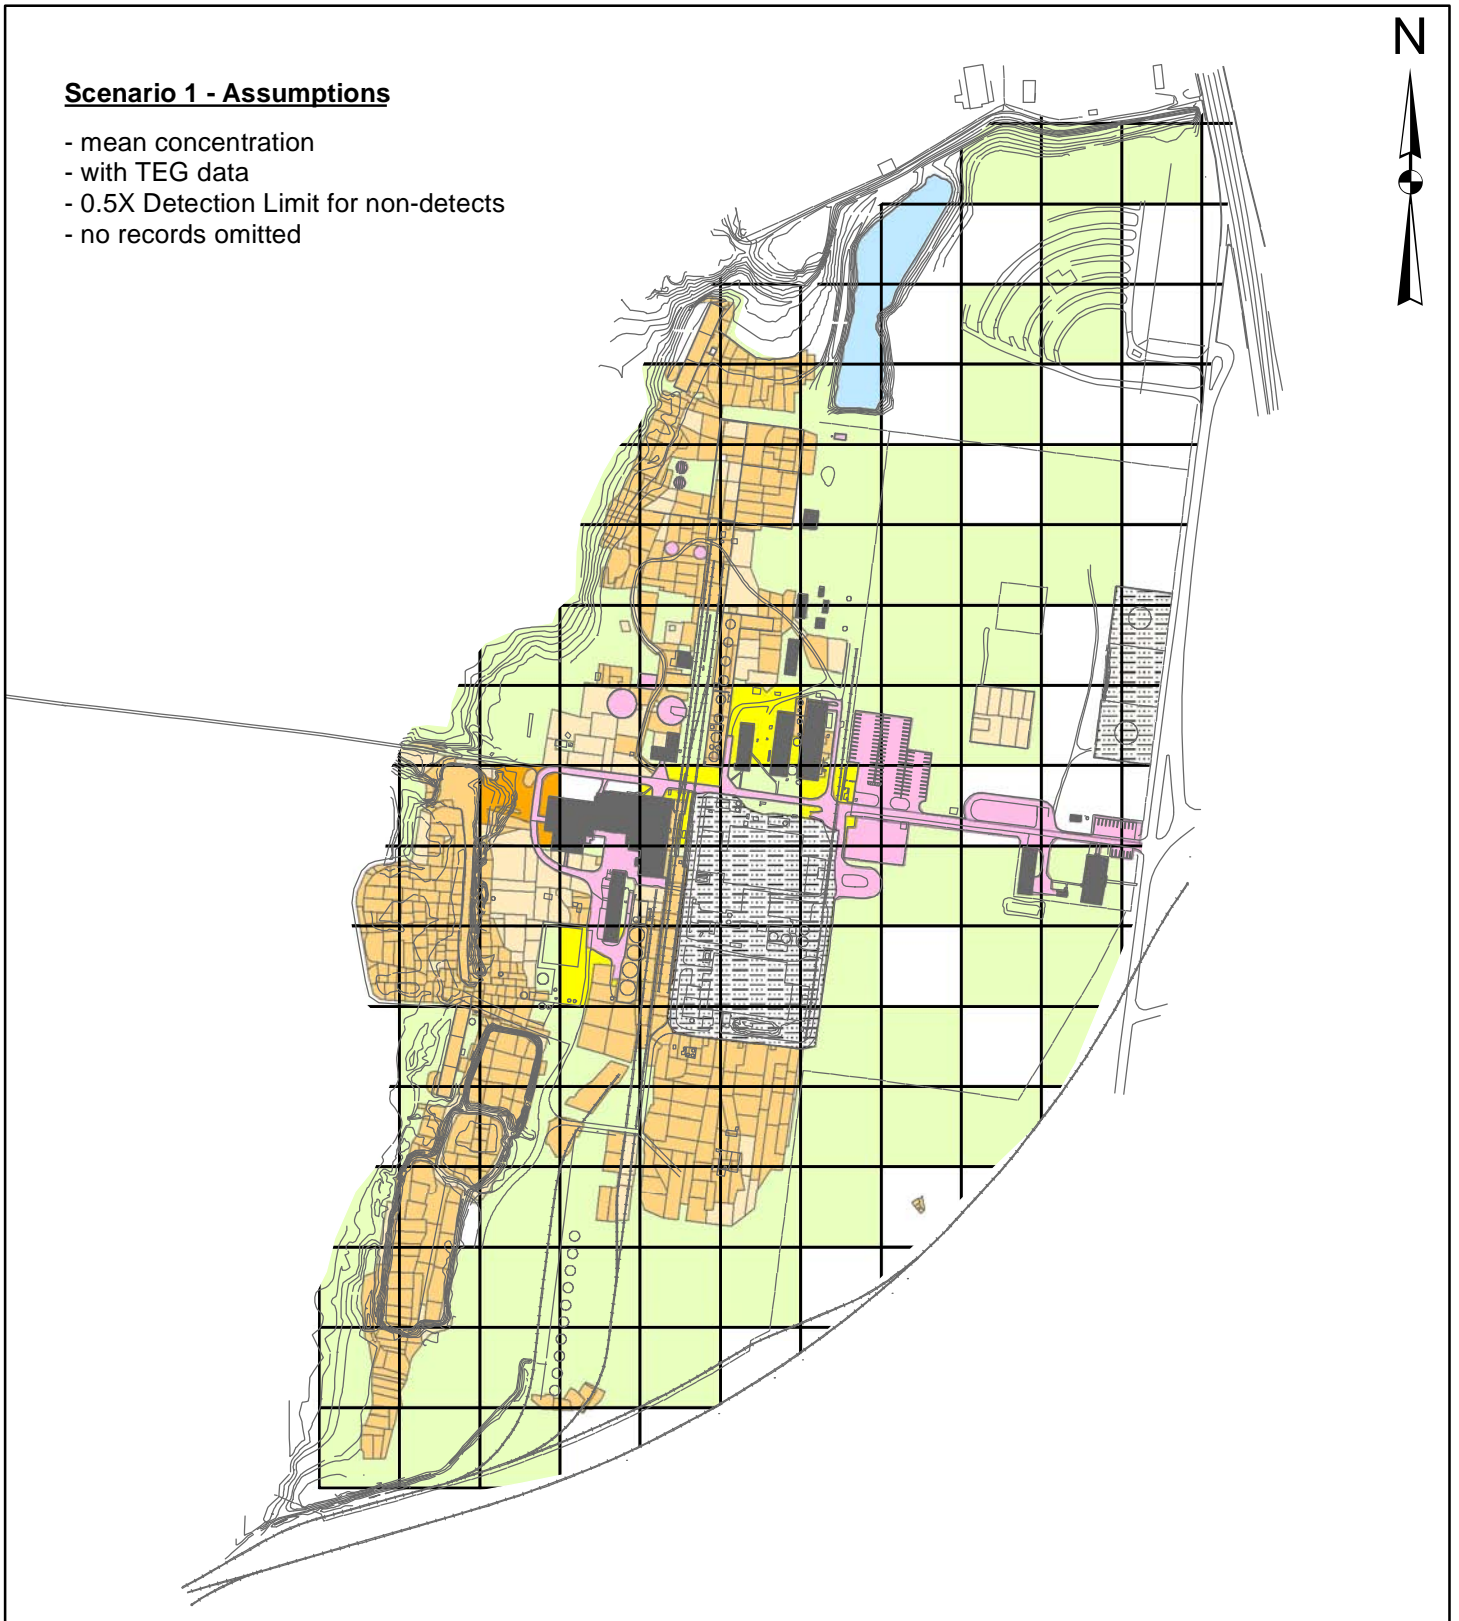 N
Scenario 1 - Assumptions
- mean concentration
- with TEG data
- 0.5X Detection Limit for non-detects
- no records omitted